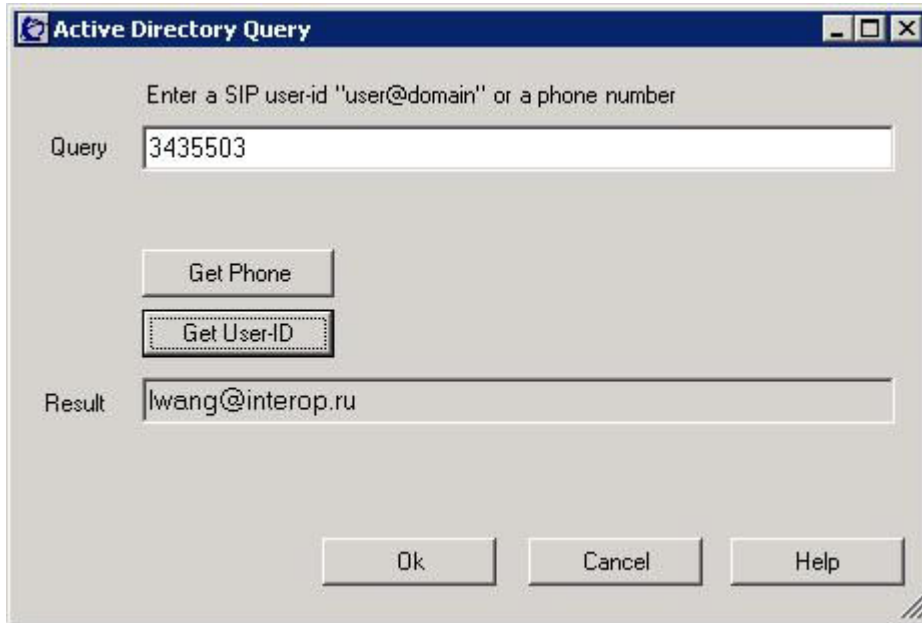 Active Directory Query
Enter a SIP user-id "user@domain" or a phone number
Query 3435503
Get Phone
Get User-ID
Result lwang@interop.ru
Ok Cancel Help